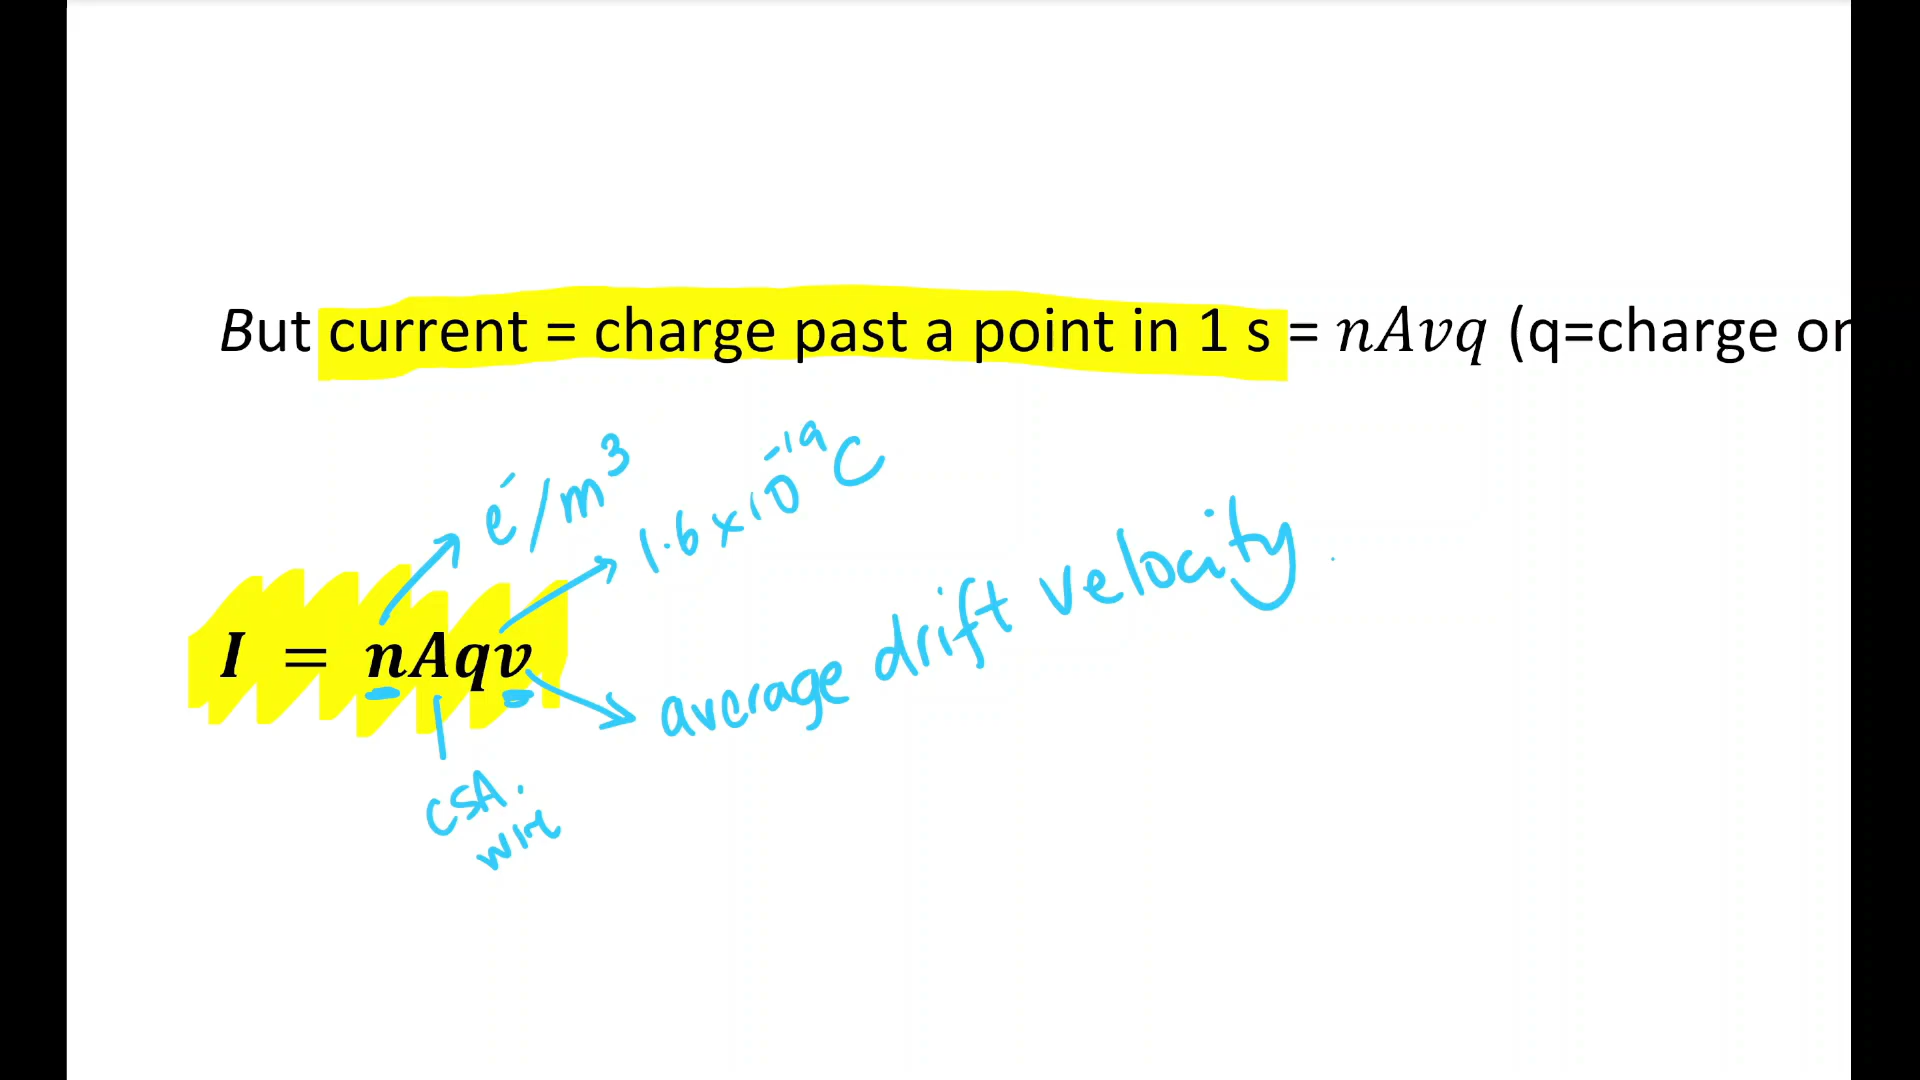 But current = charge past a point in 1 s = nAvq (q=charge on
e⁻/m³
1.6×10⁻¹⁹ C
I = nAqv
average drift velocity.
CSA.
wire